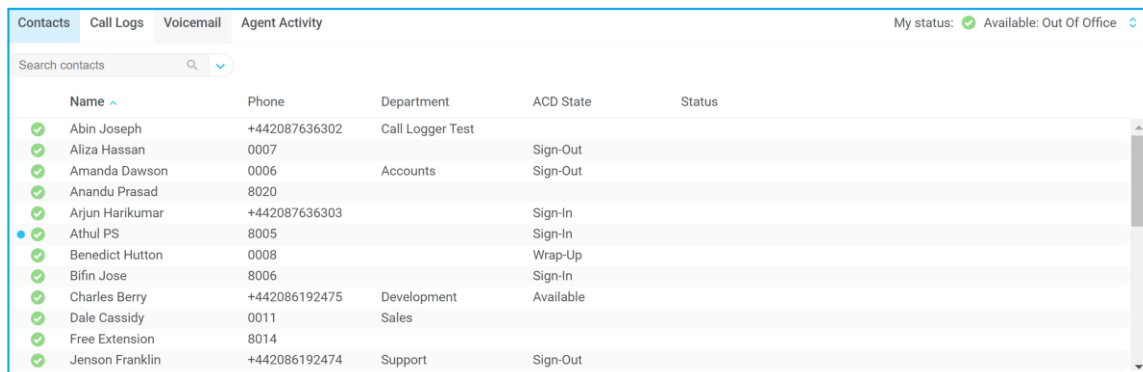 Contacts Call Logs Voicemail Agent Activity My status: Available: Out Of Office
Search contacts
Name Phone Department ACD State Status
Abin Joseph +442087636302 Call Logger Test
Aliza Hassan 0007 Sign-Out
Amanda Dawson 0006 Accounts Sign-Out
Anandu Prasad 8020
Arjun Harikumar +442087636303 Sign-In
Athul PS 8005 Sign-In
Benedict Hutton 0008 Wrap-Up
Bifin Jose 8006 Sign-In
Charles Berry +442086192475 Development Available
Dale Cassidy 0011 Sales
Free Extension 8014
Jenson Franklin +442086192474 Support Sign-Out